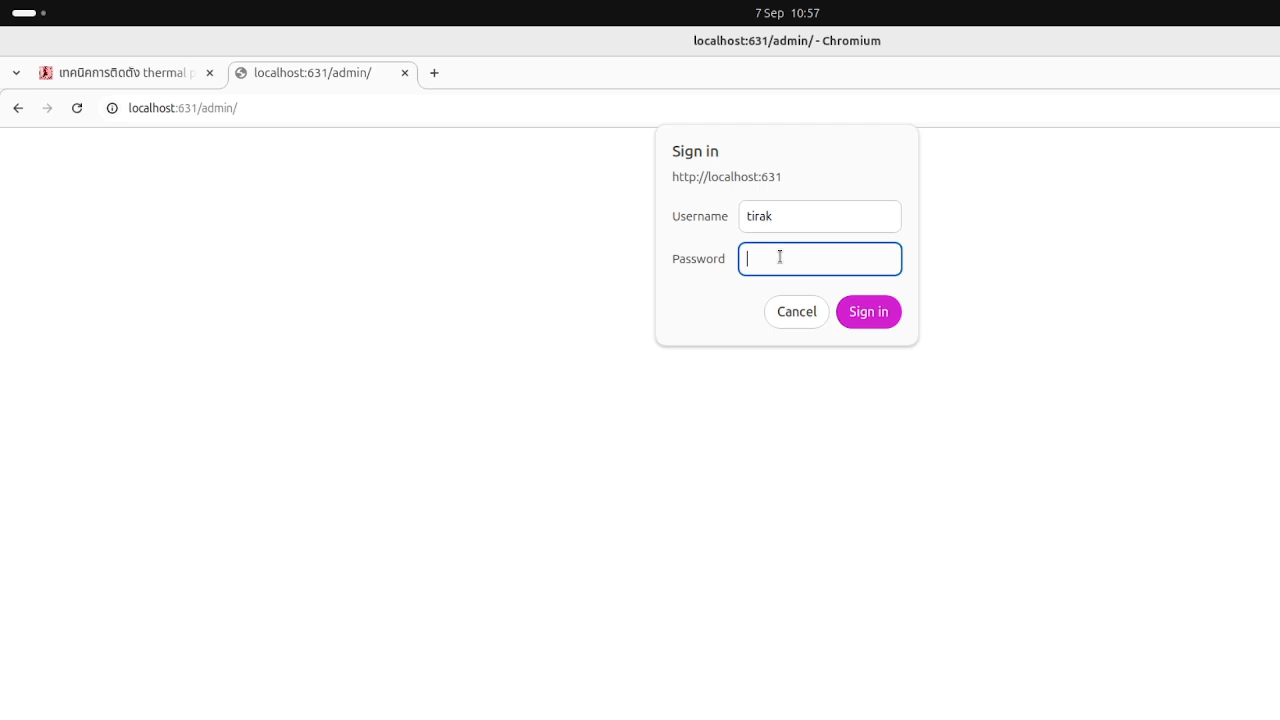 7 Sep 10:57
localhost:631/admin/ - Chromium
เทคนิคการติดตั้ง thermal
localhost:631/admin/
localhost:631/admin/
Sign in
http://localhost:631
Username
tirak
Password
Cancel
Sign in